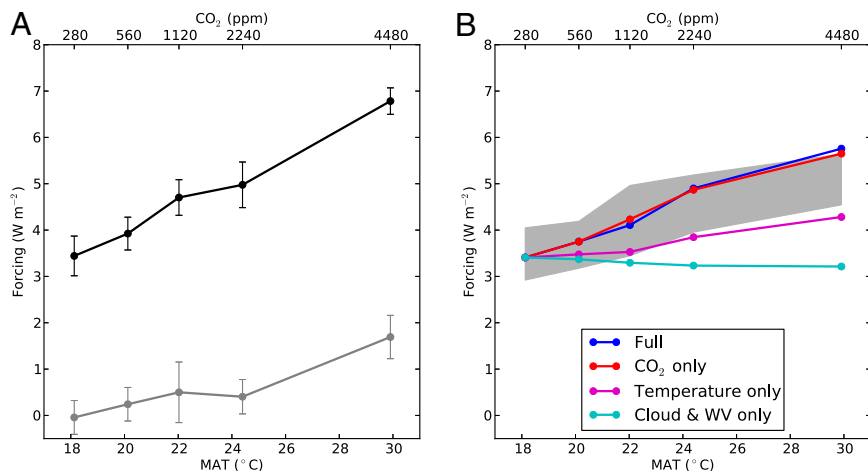 A
CO₂ (ppm)
280 560 1120 2240 4480
8
7
6
5
4
3
2
1
0
Forcing (W m⁻²)
18 20 22 24 26 28 30
MAT (°C)
B
CO₂ (ppm)
280 560 1120 2240 4480
8
7
6
5
4
3
2
1
0
Forcing (W m⁻²)
Full
CO₂ only
Temperature only
Cloud & WV only
18 20 22 24 26 28 30
MAT (°C)